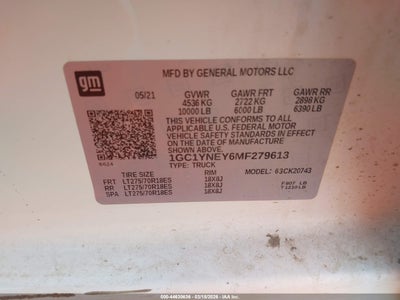 gm
MFD BY GENERAL MOTORS LLC
05/21
GVWR GAWR FRT GAWR RR
4536 KG 2722 KG 2898 KG
10000 LB 6000 LB 6390 LB
THIS VEHICLE CONFORMS TO ALL APPLICABLE
U.S. FEDERAL MOTOR VEHICLE SAFETY
STANDARDS IN EFFECT ON THE DATE OF
MANUFACTURE SHOWN ABOVE.
1GC1YNEY6MF279613
TYPE: TRUCK
TIRE SIZE RIM MODEL:
FRT LT275/70R18ES 18X8J
RR LT275/70R18ES 18X8J
SPA LT275/70R18ES 18X8J